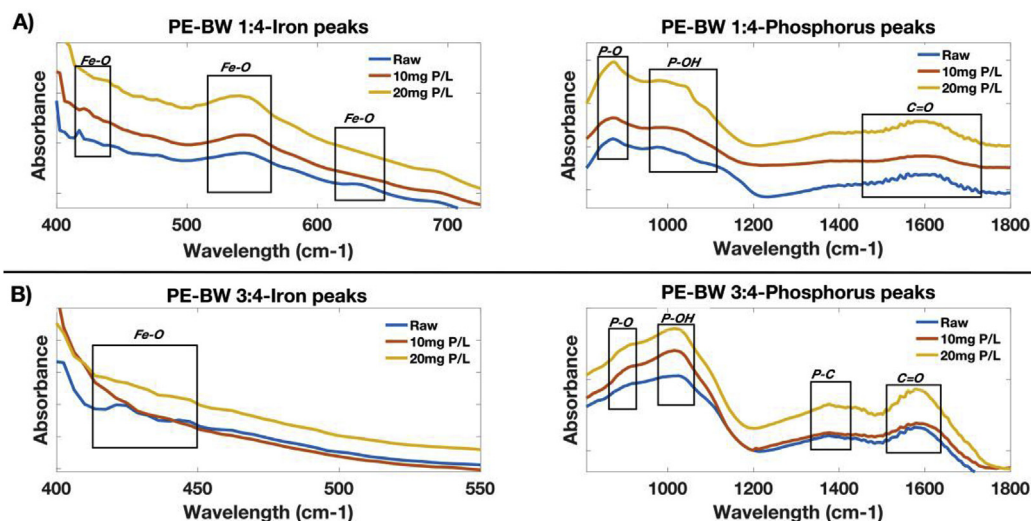 A)
PE-BW 1:4-Iron peaks
Absorbance
Fe-O
Fe-O
Fe-O
Raw
10mg P/L
20mg P/L
400
500
600
700
Wavelength (cm-1)
PE-BW 1:4-Phosphorus peaks
Absorbance
P-O
P-OH
C=O
Raw
10mg P/L
20mg P/L
1000
1200
1400
1600
1800
Wavelength (cm-1)
B)
PE-BW 3:4-Iron peaks
Absorbance
Fe-O
Raw
10mg P/L
20mg P/L
400
450
500
550
Wavelength (cm-1)
PE-BW 3:4-Phosphorus peaks
Absorbance
P-O
P-OH
P-C
C=O
Raw
10mg P/L
20mg P/L
1000
1200
1400
1600
1800
Wavelength (cm-1)